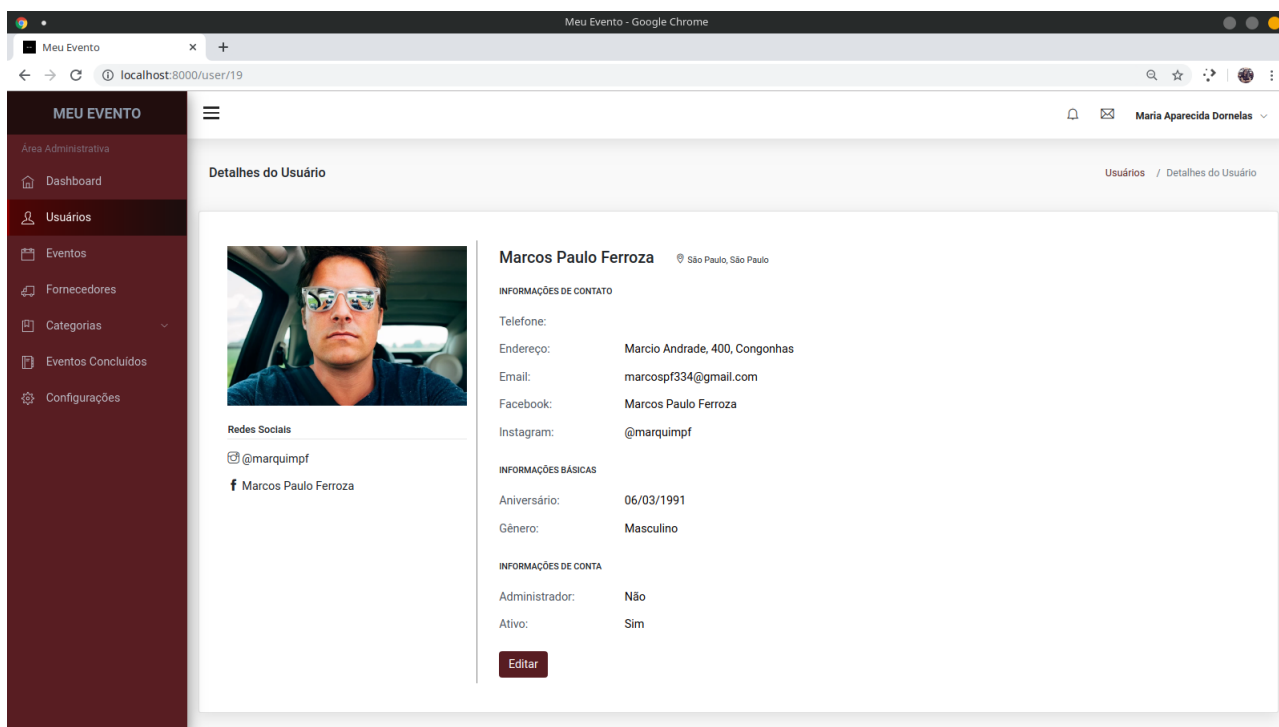 Meu Evento - Google Chrome
Meu Evento
localhost:8000/user/19
MEU EVENTO
Maria Aparecida Dornelas
Área Administrativa
Dashboard
Usuários
Eventos
Fornecedores
Categorias
Eventos Concluídos
Configurações
Detalhes do Usuário
Usuários / Detalhes do Usuário
Redes Sociais
@marquimpf
Marcos Paulo Ferroza
Marcos Paulo Ferroza São Paulo, São Paulo
INFORMAÇÕES DE CONTATO
Telefone:
Endereço: Marcio Andrade, 400, Congonhas
Email: marcospf334@gmail.com
Facebook: Marcos Paulo Ferroza
Instagram: @marquimpf
INFORMAÇÕES BÁSICAS
Aniversário: 06/03/1991
Gênero: Masculino
INFORMAÇÕES DE CONTA
Administrador: Não
Ativo: Sim
Editar